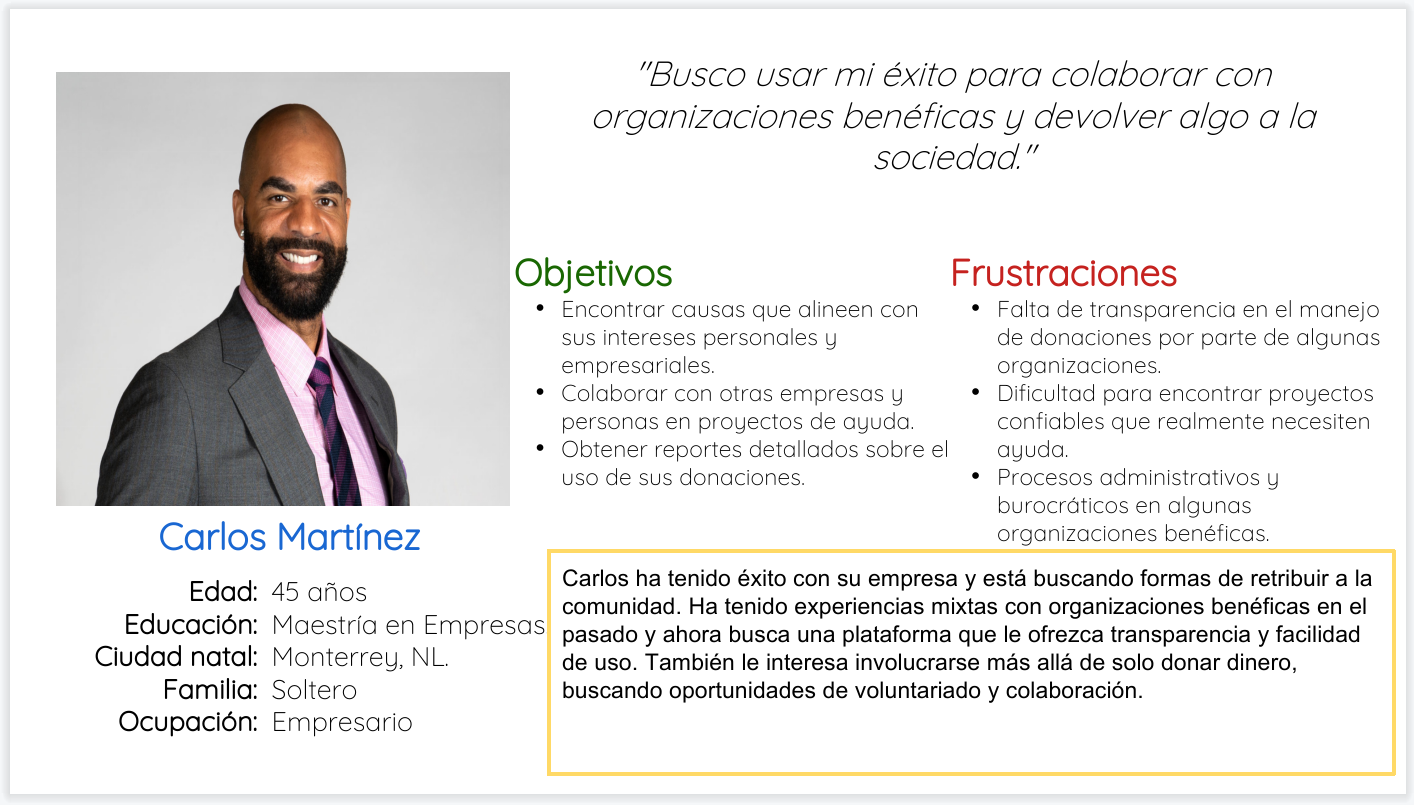 "Busco usar mi éxito para colaborar con
organizaciones benéficas y devolver algo a la
sociedad."
Objetivos
• Encontrar causas que alineen con
sus intereses personales y
empresariales.
• Colaborar con otras empresas y
personas en proyectos de ayuda.
• Obtener reportes detallados sobre el
uso de sus donaciones.
Frustraciones
• Falta de transparencia en el manejo
de donaciones por parte de algunas
organizaciones.
• Dificultad para encontrar proyectos
confiables que realmente necesiten
ayuda.
• Procesos administrativos y
burocráticos en algunas
organizaciones benéficas.
Carlos Martínez
Edad: 45 años
Educación: Maestría en Empresas
Ciudad natal: Monterrey, NL.
Familia: Soltero
Ocupación: Empresario
Carlos ha tenido éxito con su empresa y está buscando formas de retribuir a la
comunidad. Ha tenido experiencias mixtas con organizaciones benéficas en el
pasado y ahora busca una plataforma que le ofrezca transparencia y facilidad
de uso. También le interesa involucrarse más allá de solo donar dinero,
buscando oportunidades de voluntariado y colaboración.